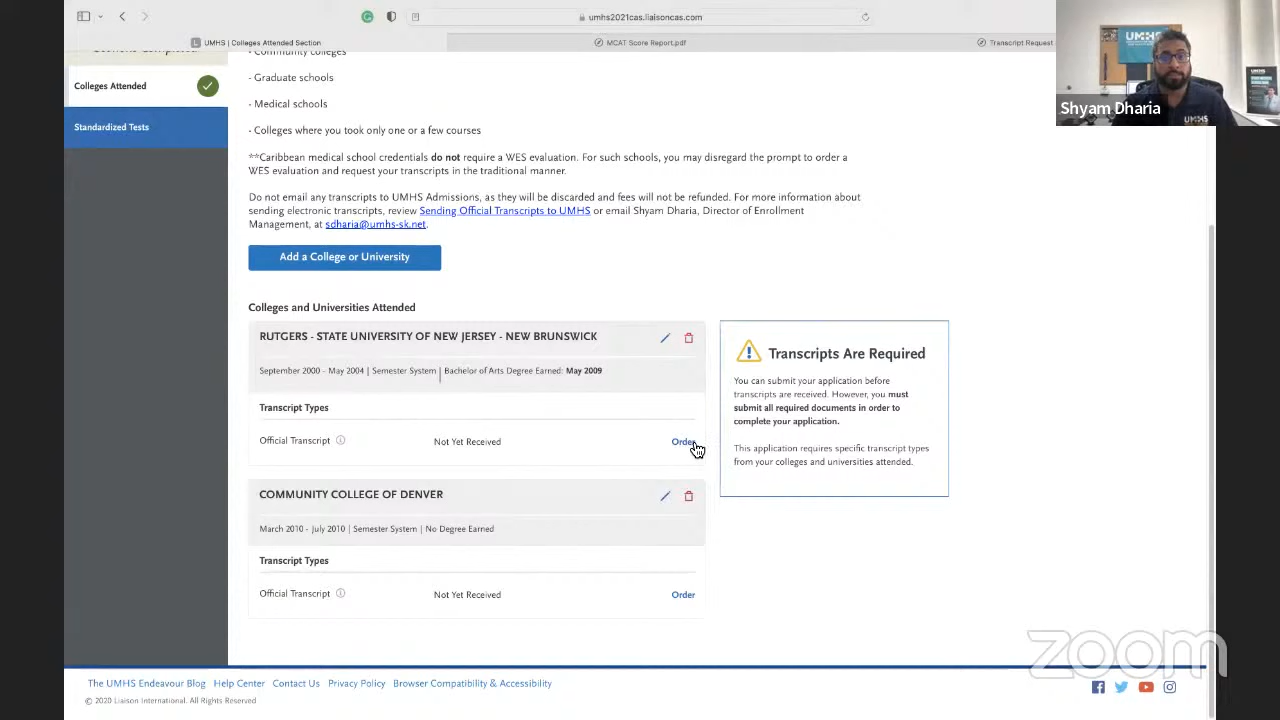 umhs2021cas.liaisoncas.com
UMHS | Colleges Attended Section
MCAT Score Report.pdf
Transcript Request
UMHS
UMHS
UMHS
Shyam Dharia
Colleges Attended
Standardized Tests
- Community colleges
- Graduate schools
- Medical schools
- Colleges where you took only one or a few courses
**Caribbean medical school credentials do not require a WES evaluation. For such schools, you may disregard the prompt to order a
WES evaluation and request your transcripts in the traditional manner.
Do not email any transcripts to UMHS Admissions, as they will be discarded and fees will not be refunded. For more information about
sending electronic transcripts, review Sending Official Transcripts to UMHS or email Shyam Dharia, Director of Enrollment
Management, at sdharia@umhs-sk.net.
Add a College or University
Colleges and Universities Attended
RUTGERS - STATE UNIVERSITY OF NEW JERSEY - NEW BRUNSWICK
September 2000 - May 2004 | Semester System | Bachelor of Arts Degree Earned: May 2009
Transcript Types
Official Transcript
Not Yet Received
Order
COMMUNITY COLLEGE OF DENVER
March 2010 - July 2010 | Semester System | No Degree Earned
Transcript Types
Official Transcript
Not Yet Received
Order
Transcripts Are Required
You can submit your application before
transcripts are received. However, you must
submit all required documents in order to
complete your application.
This application requires specific transcript types
from your colleges and universities attended.
zoom
The UMHS Endeavour Blog Help Center Contact Us Privacy Policy Browser Compatibility & Accessibility
© 2020 Liaison International. All Rights Reserved